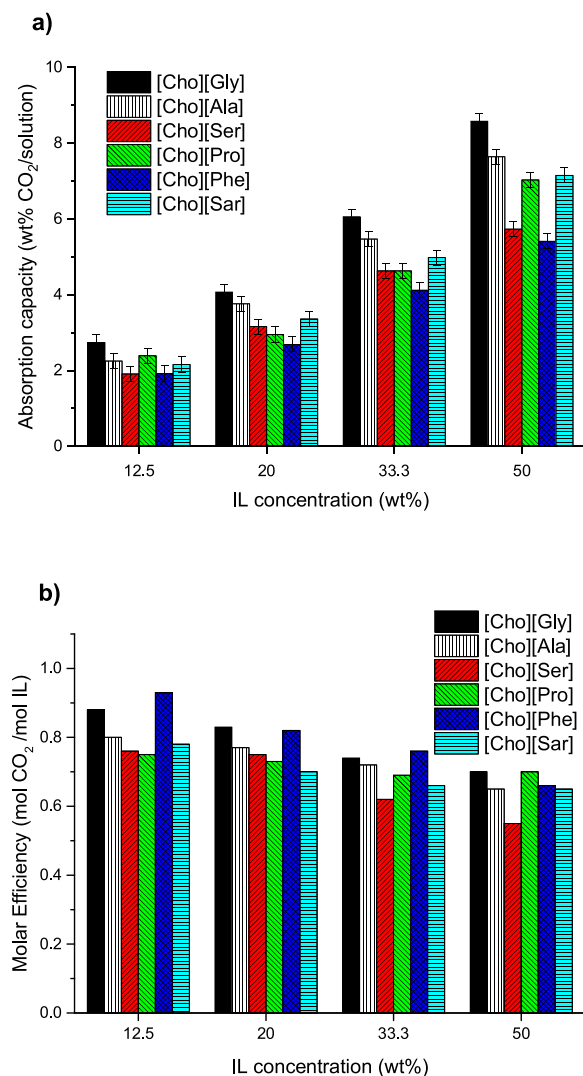 a)
[Cho][Gly]
[Cho][Ala]
[Cho][Ser]
[Cho][Pro]
[Cho][Phe]
[Cho][Sar]
Absorption capacity (wt% CO₂/solution)
10
8
6
4
2
0
12.5 20 33.3 50
IL concentration (wt%)
b)
[Cho][Gly]
[Cho][Ala]
[Cho][Ser]
[Cho][Pro]
[Cho][Phe]
[Cho][Sar]
Molar Efficiency (mol CO₂ /mol IL)
1.0
0.8
0.6
0.4
0.2
0.0
12.5 20 33.3 50
IL concentration (wt%)